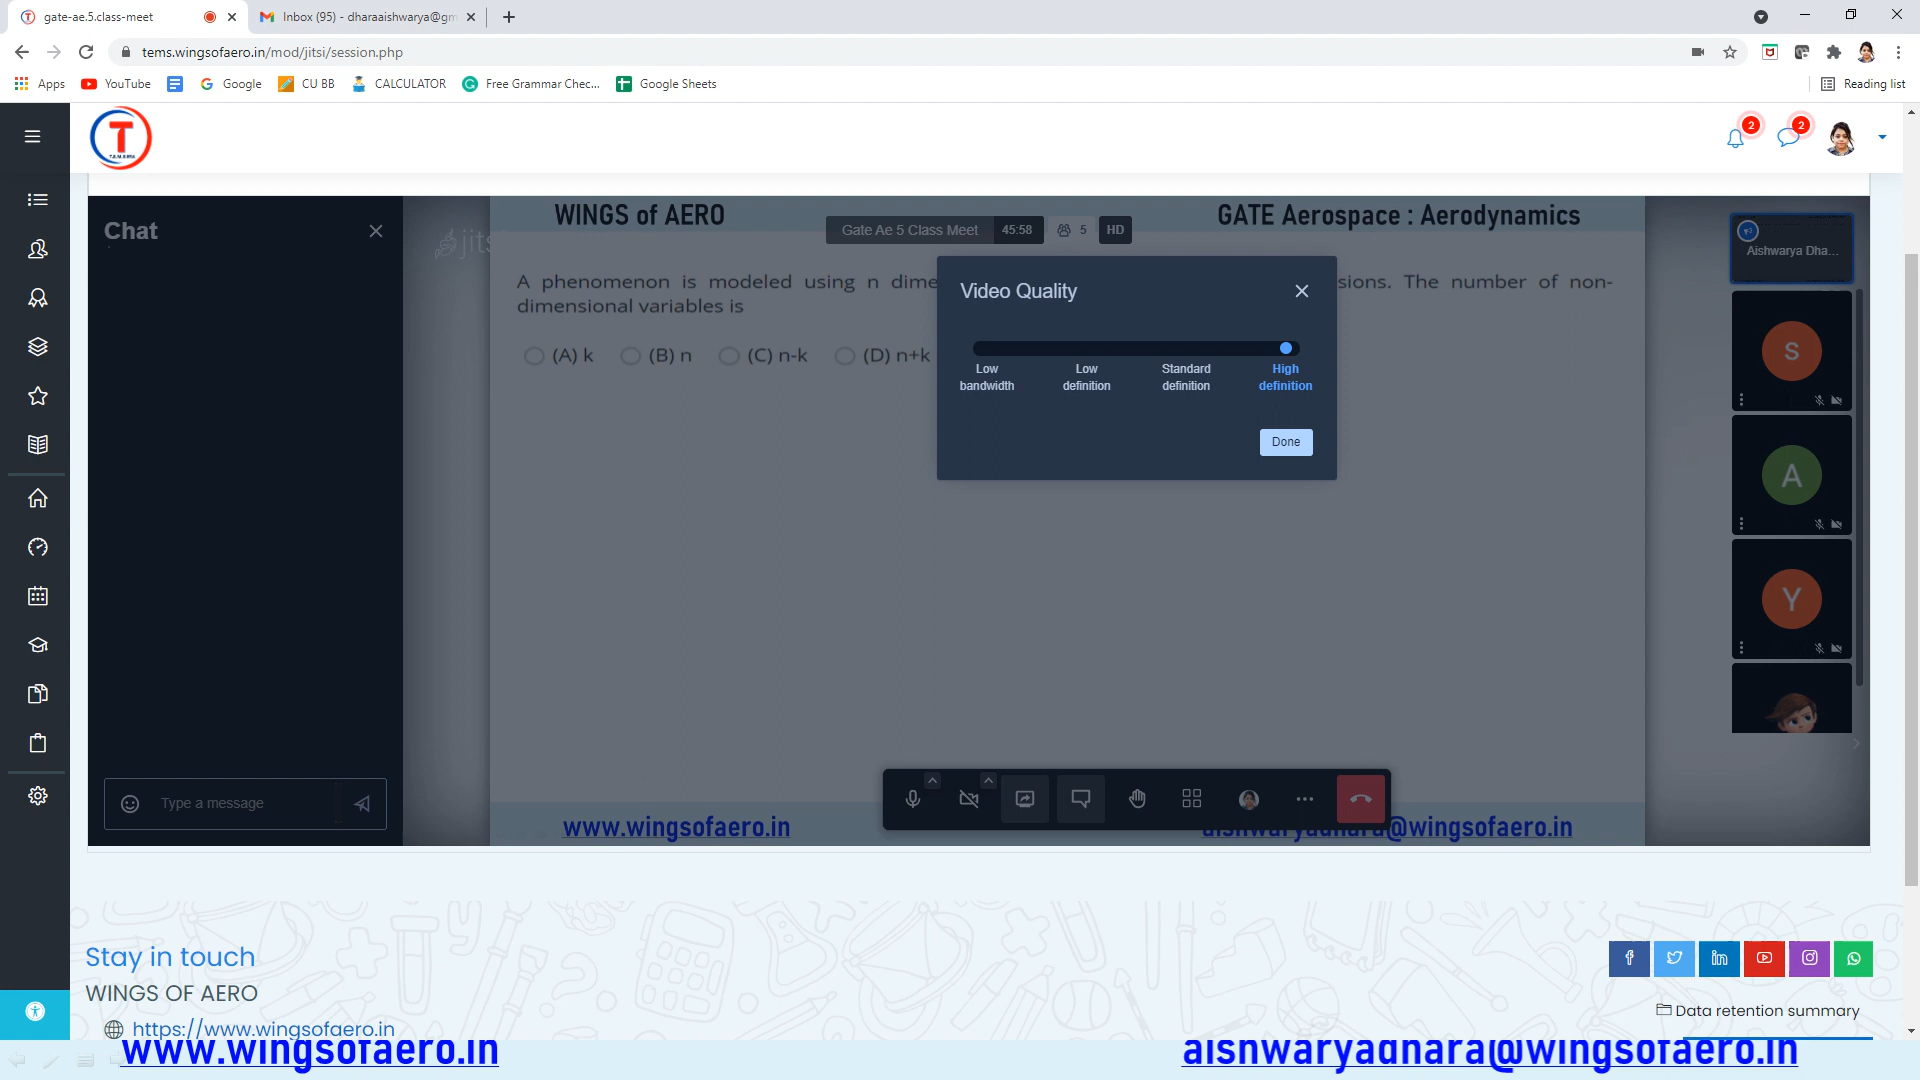 gate-ae.5.class-meet
Inbox (95) - dharaaishwarya@gm
tems.wingsofaero.in/mod/jitsi/session.php
Apps YouTube Google CU BB CALCULATOR Free Grammar Chec... Google Sheets Reading list
T
2 2
Chat
WINGS of AERO
GATE Aerospace : Aerodynamics
jits
Gate Ae 5 Class Meet 45:58 5 HD
A phenomenon is modeled using n dime sions. The number of non-
dimensional variables is
(A) k (B) n (C) n-k (D) n+k
Video Quality
Low bandwidth
Low definition
Standard definition
High definition
Done
Aishwarya Dha...
S
A
Y
Type a message
www.wingsofaero.in
aishwaryadhara@wingsofaero.in
Stay in touch
WINGS OF AERO
https://www.wingsofaero.in
Data retention summary
www.wingsofaero.in
aishwaryadhara@wingsofaero.in